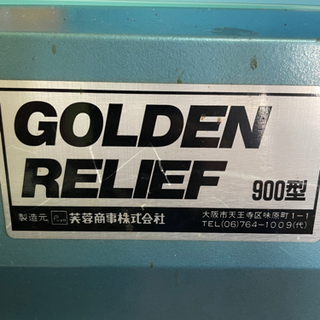 GOLDEN
RELIEF 900型
製造元 芙蓉商事株式会社
大阪市天王寺区味原町1-1
TEL(06)764-1009(代)